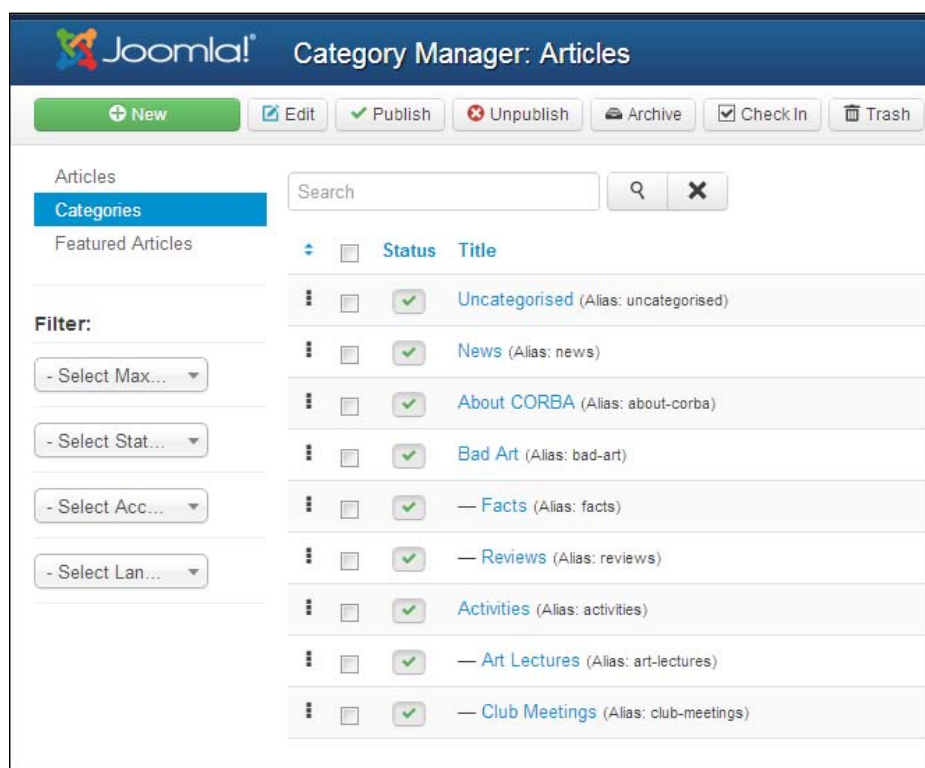 Joomla!® Category Manager: Articles
New Edit Publish Unpublish Archive Check In Trash
Articles
Categories
Featured Articles
Filter:
- Select Max...
- Select Stat...
- Select Acc...
- Select Lan...
Search
Status Title
Uncategorised (Alias: uncategorised)
News (Alias: news)
About CORBA (Alias: about-corba)
Bad Art (Alias: bad-art)
— Facts (Alias: facts)
— Reviews (Alias: reviews)
Activities (Alias: activities)
— Art Lectures (Alias: art-lectures)
— Club Meetings (Alias: club-meetings)